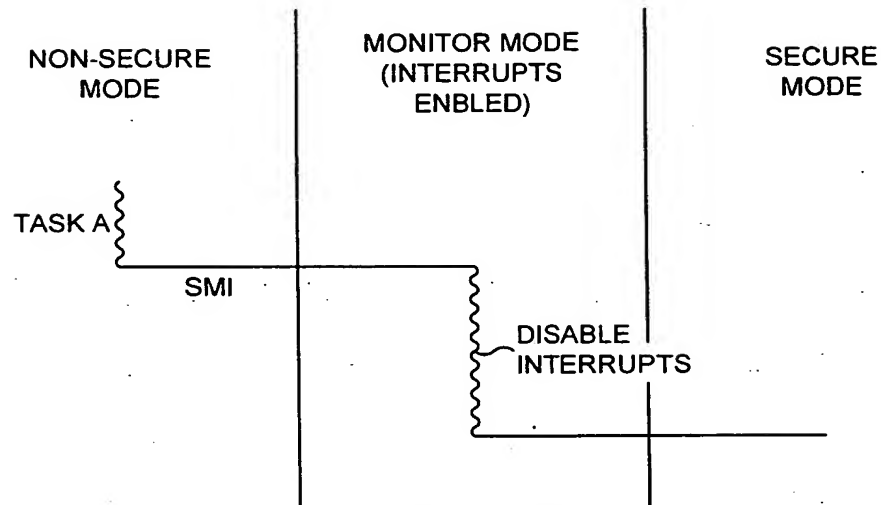 NON-SECURE
MODE
MONITOR MODE
(INTERRUPTS
ENBLED)
SECURE
MODE
TASK A
SMI
DISABLE
INTERRUPTS